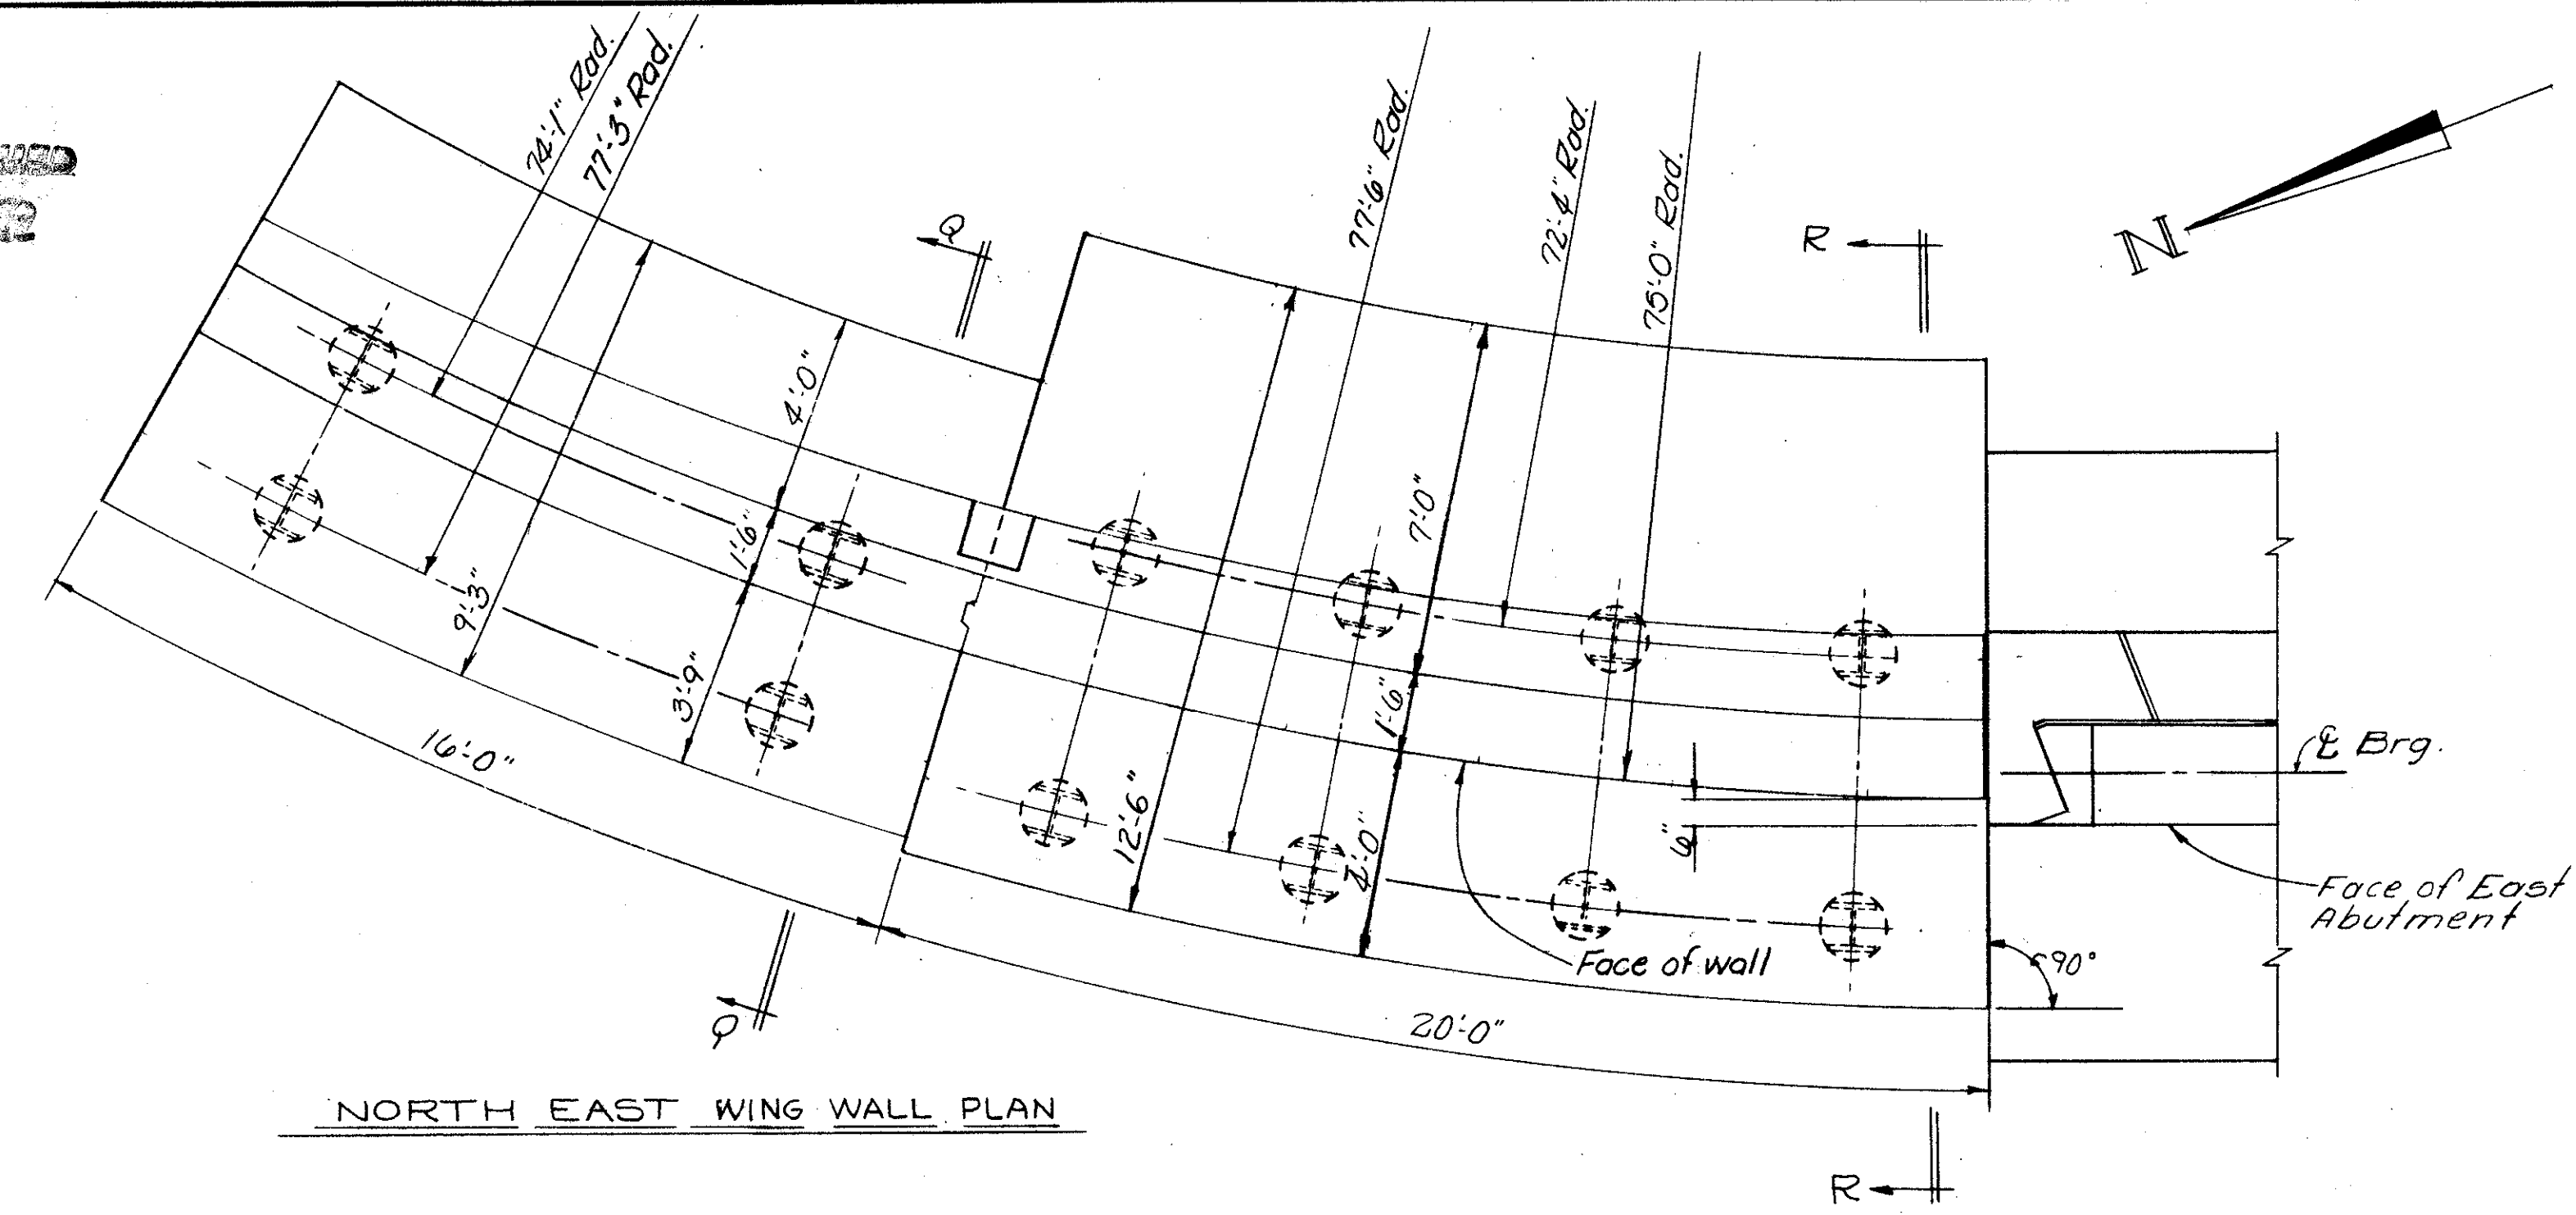 74'-1" Rad.
77'-3" Rad.
77'-6" Rad.
72'-4" Rad.
75'-0" Rad.
N
Q
R
4'-0"
1'-6"
9'-3"
3'-9"
16'-0"
7'-0"
1'-6"
12'-6"
4'-0"
6"
℄ Brg.
Face of East
Abutment
Face of wall
90°
20'-0"
Q
R
NORTH EAST WING WALL PLAN